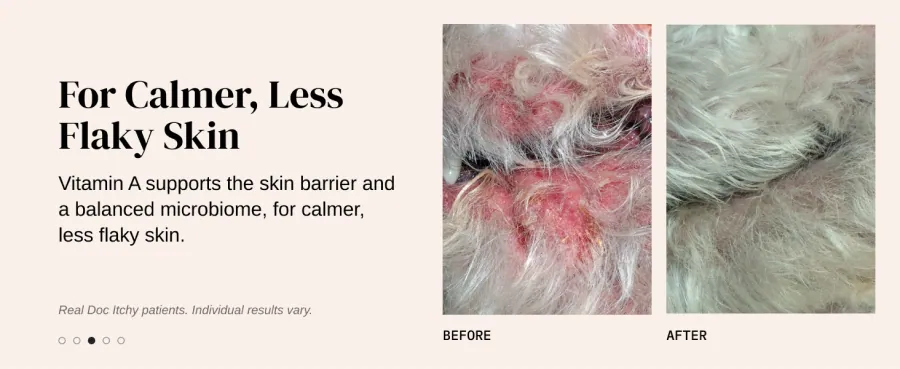 For Calmer, Less
Flaky Skin
Vitamin A supports the skin barrier and
a balanced microbiome, for calmer,
less flaky skin.
Real Doc Itchy patients. Individual results vary.
BEFORE
AFTER